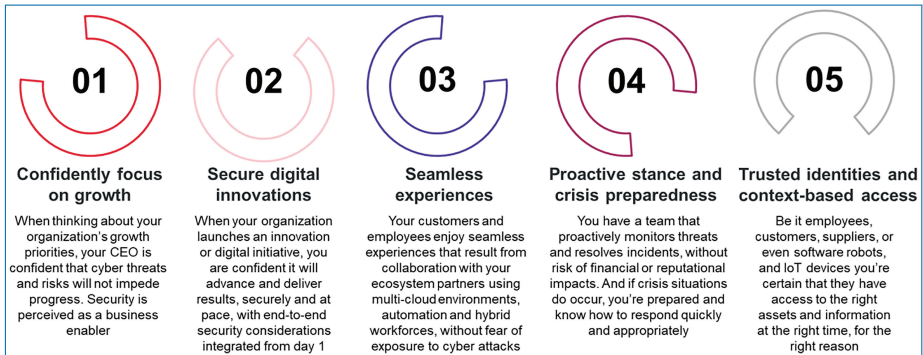 01
Confidently focus
on growth
When thinking about your
organization's growth
priorities, your CEO is
confident that cyber threats
and risks will not impede
progress. Security is
perceived as a business
enabler
02
Secure digital
innovations
When your organization
launches an innovation
or digital initiative, you
are confident it will
advance and deliver
results, securely and at
pace, with end-to-end
security considerations
integrated from day 1
03
Seamless
experiences
Your customers and
employees enjoy seamless
experiences that result from
collaboration with your
ecosystem partners using
multi-cloud environments,
automation and hybrid
workforces, without fear of
exposure to cyber attacks
04
Proactive stance and
crisis preparedness
You have a team that
proactively monitors threats
and resolves incidents, without
risk of financial or reputational
impacts. And if crisis situations
do occur, you're prepared and
know how to respond quickly
and appropriately
05
Trusted identities and
context-based access
Be it employees,
customers, suppliers, or
even software robots,
and IoT devices you're
certain that they have
access to the right
assets and information
at the right time, for the
right reason